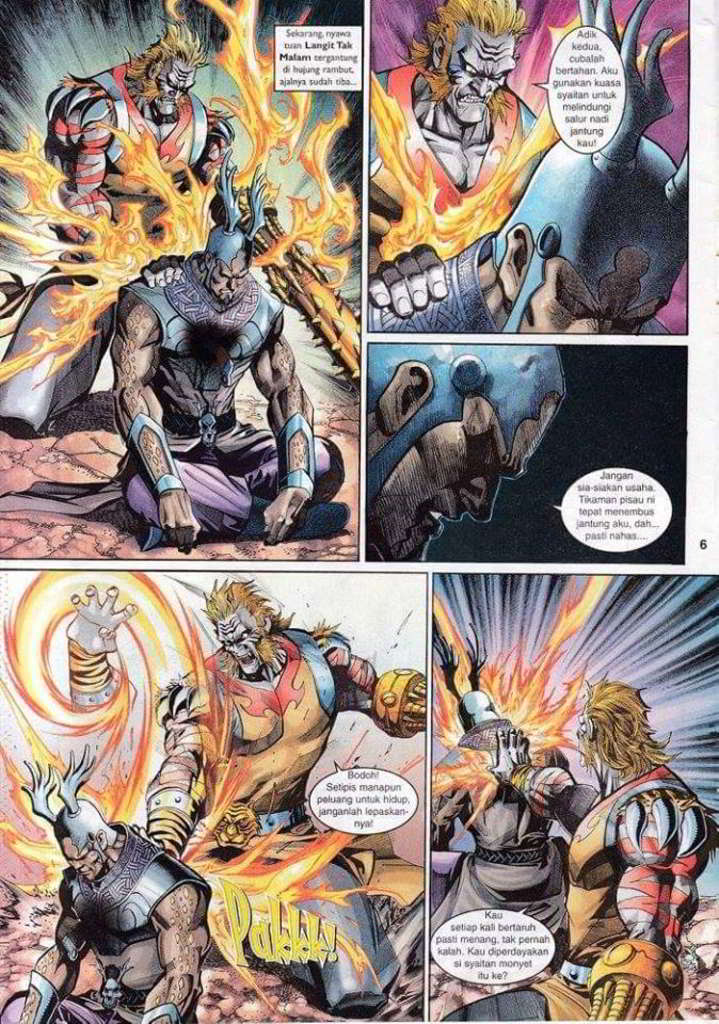 Sekarang, nyawa
tuan Langit Tak
Malam tergantung
di hujung rambut,
ajalnya sudah tiba...
Adik
kedua,
cubalah
bertahan. Aku
gunakan kuasa
syaitan untuk
melindungi
salur nadi
jantung
kau!
Jangan
sia-siakan usaha.
Tikaman pisau ni
tepat menembus
jantung aku, dah...
pasti nahas....
6
Bodoh!
Setipis manapun
peluang untuk hidup,
janganlah lepaskan-
nya!
Pakkk!
Kau
setiap kali bertaruh
pasti menang, tak pernah
kalah. Kau diperdayakan
si syaitan monyet
itu ke?